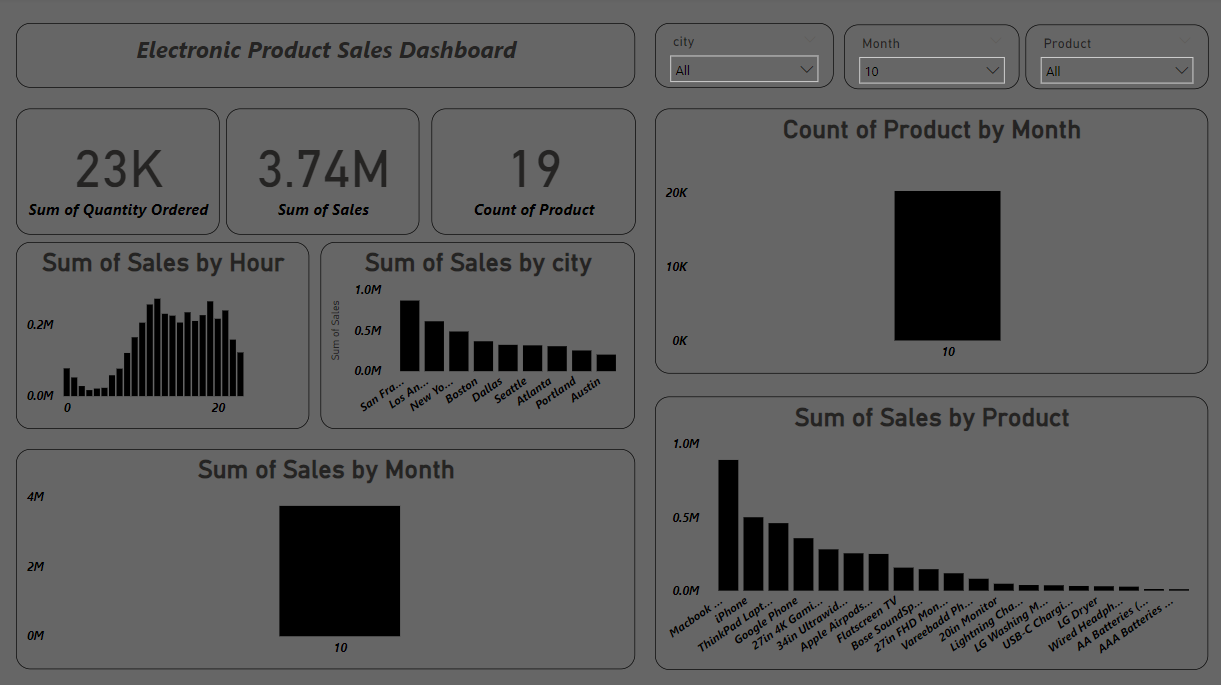 Electronic Product Sales Dashboard
city
All
Month
10
Product
All
23K
Sum of Quantity Ordered
3.74M
Sum of Sales
19
Count of Product
Count of Product by Month
20K
10K
0K
10
Sum of Sales by Hour
0.2M
0.0M
0
20
Sum of Sales by city
Sum of Sales
1.0M
0.5M
0.0M
San Fra...
Los An...
New Yo...
Boston
Dallas
Seattle
Atlanta
Portland
Austin
Sum of Sales by Month
4M
2M
0M
10
Sum of Sales by Product
1.0M
0.5M
0.0M
Macbook ...
iPhone
ThinkPad Lapt...
Google Phone
27in 4K Gami...
34in Ultrawid...
Apple Airpods...
Flatscreen TV
Bose SoundSp...
27in FHD Mon...
Vareebadd Ph...
20in Monitor
Lightning Cha...
LG Washing M...
USB-C Chargi...
LG Dryer
Wired Headph...
AA Batteries (...
AAA Batteries ...